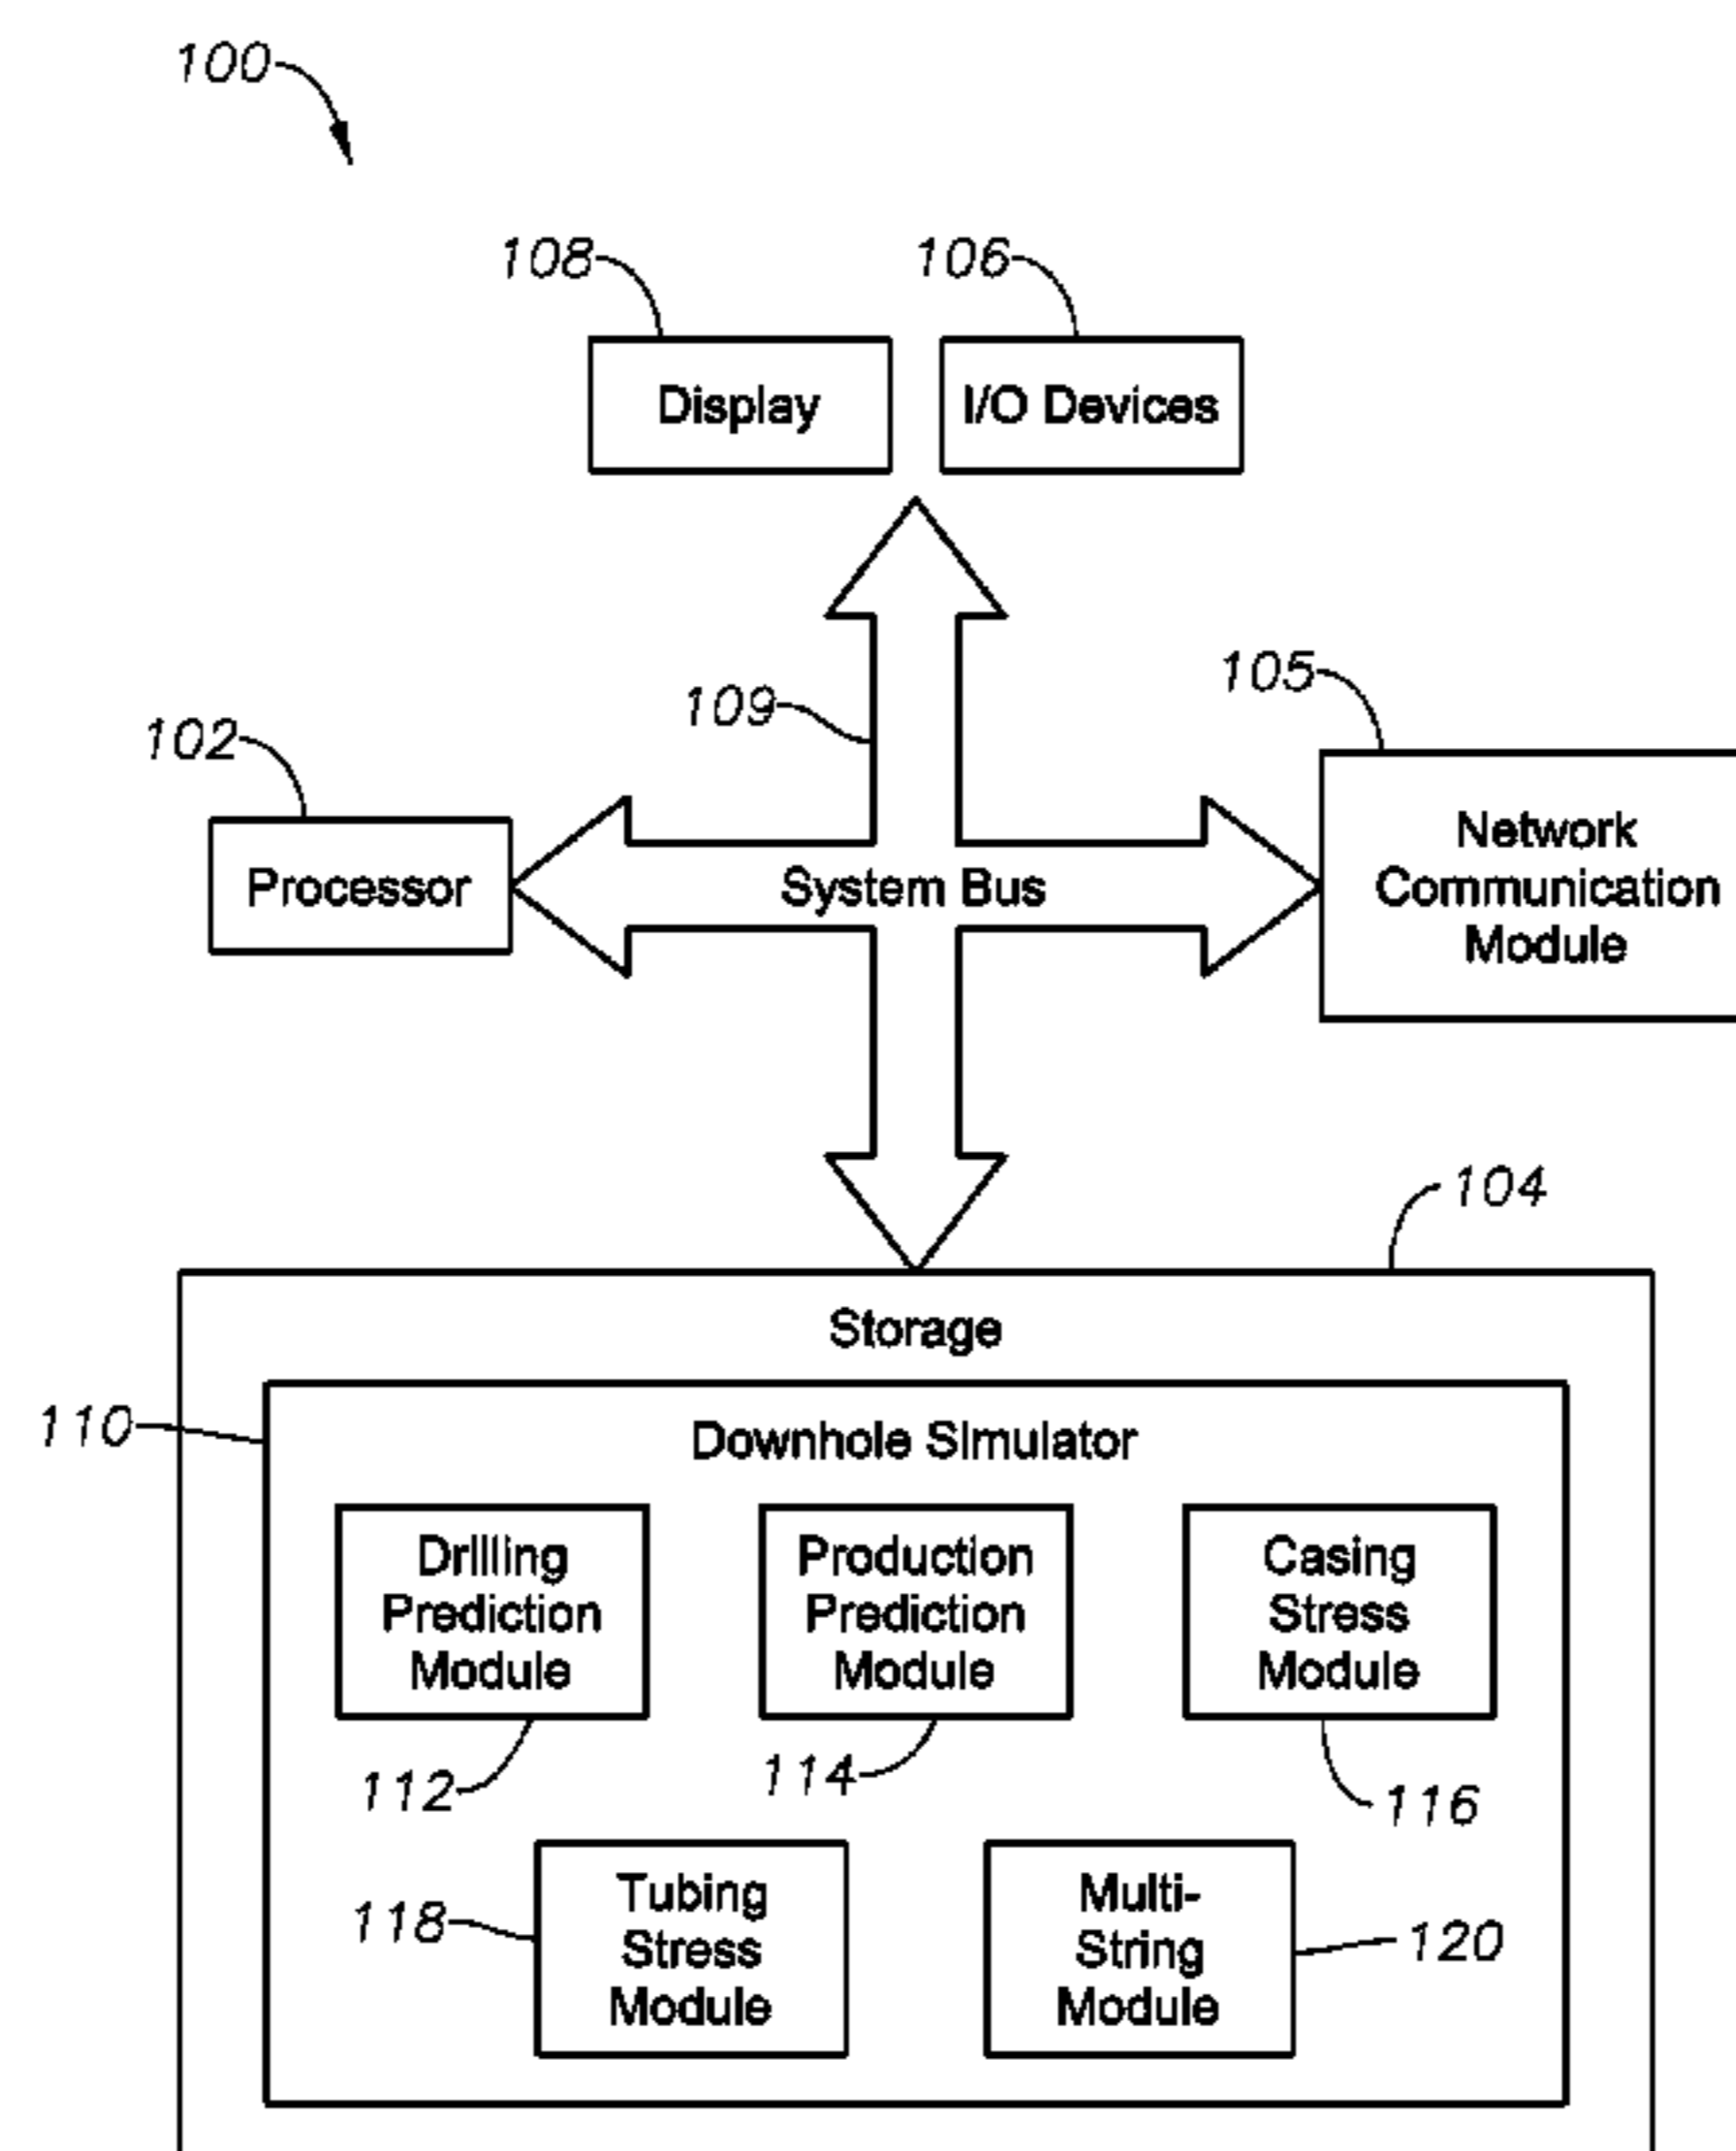 100
108
106
Display
I/O Devices
109
105
102
Network
Communication
Module
Processor
System Bus
104
Storage
110
Downhole Simulator
Drilling
Prediction
Module
Production
Prediction
Module
Casing
Stress
Module
112
114
116
118
Tubing
Stress
Module
Multi-
String
Module
120